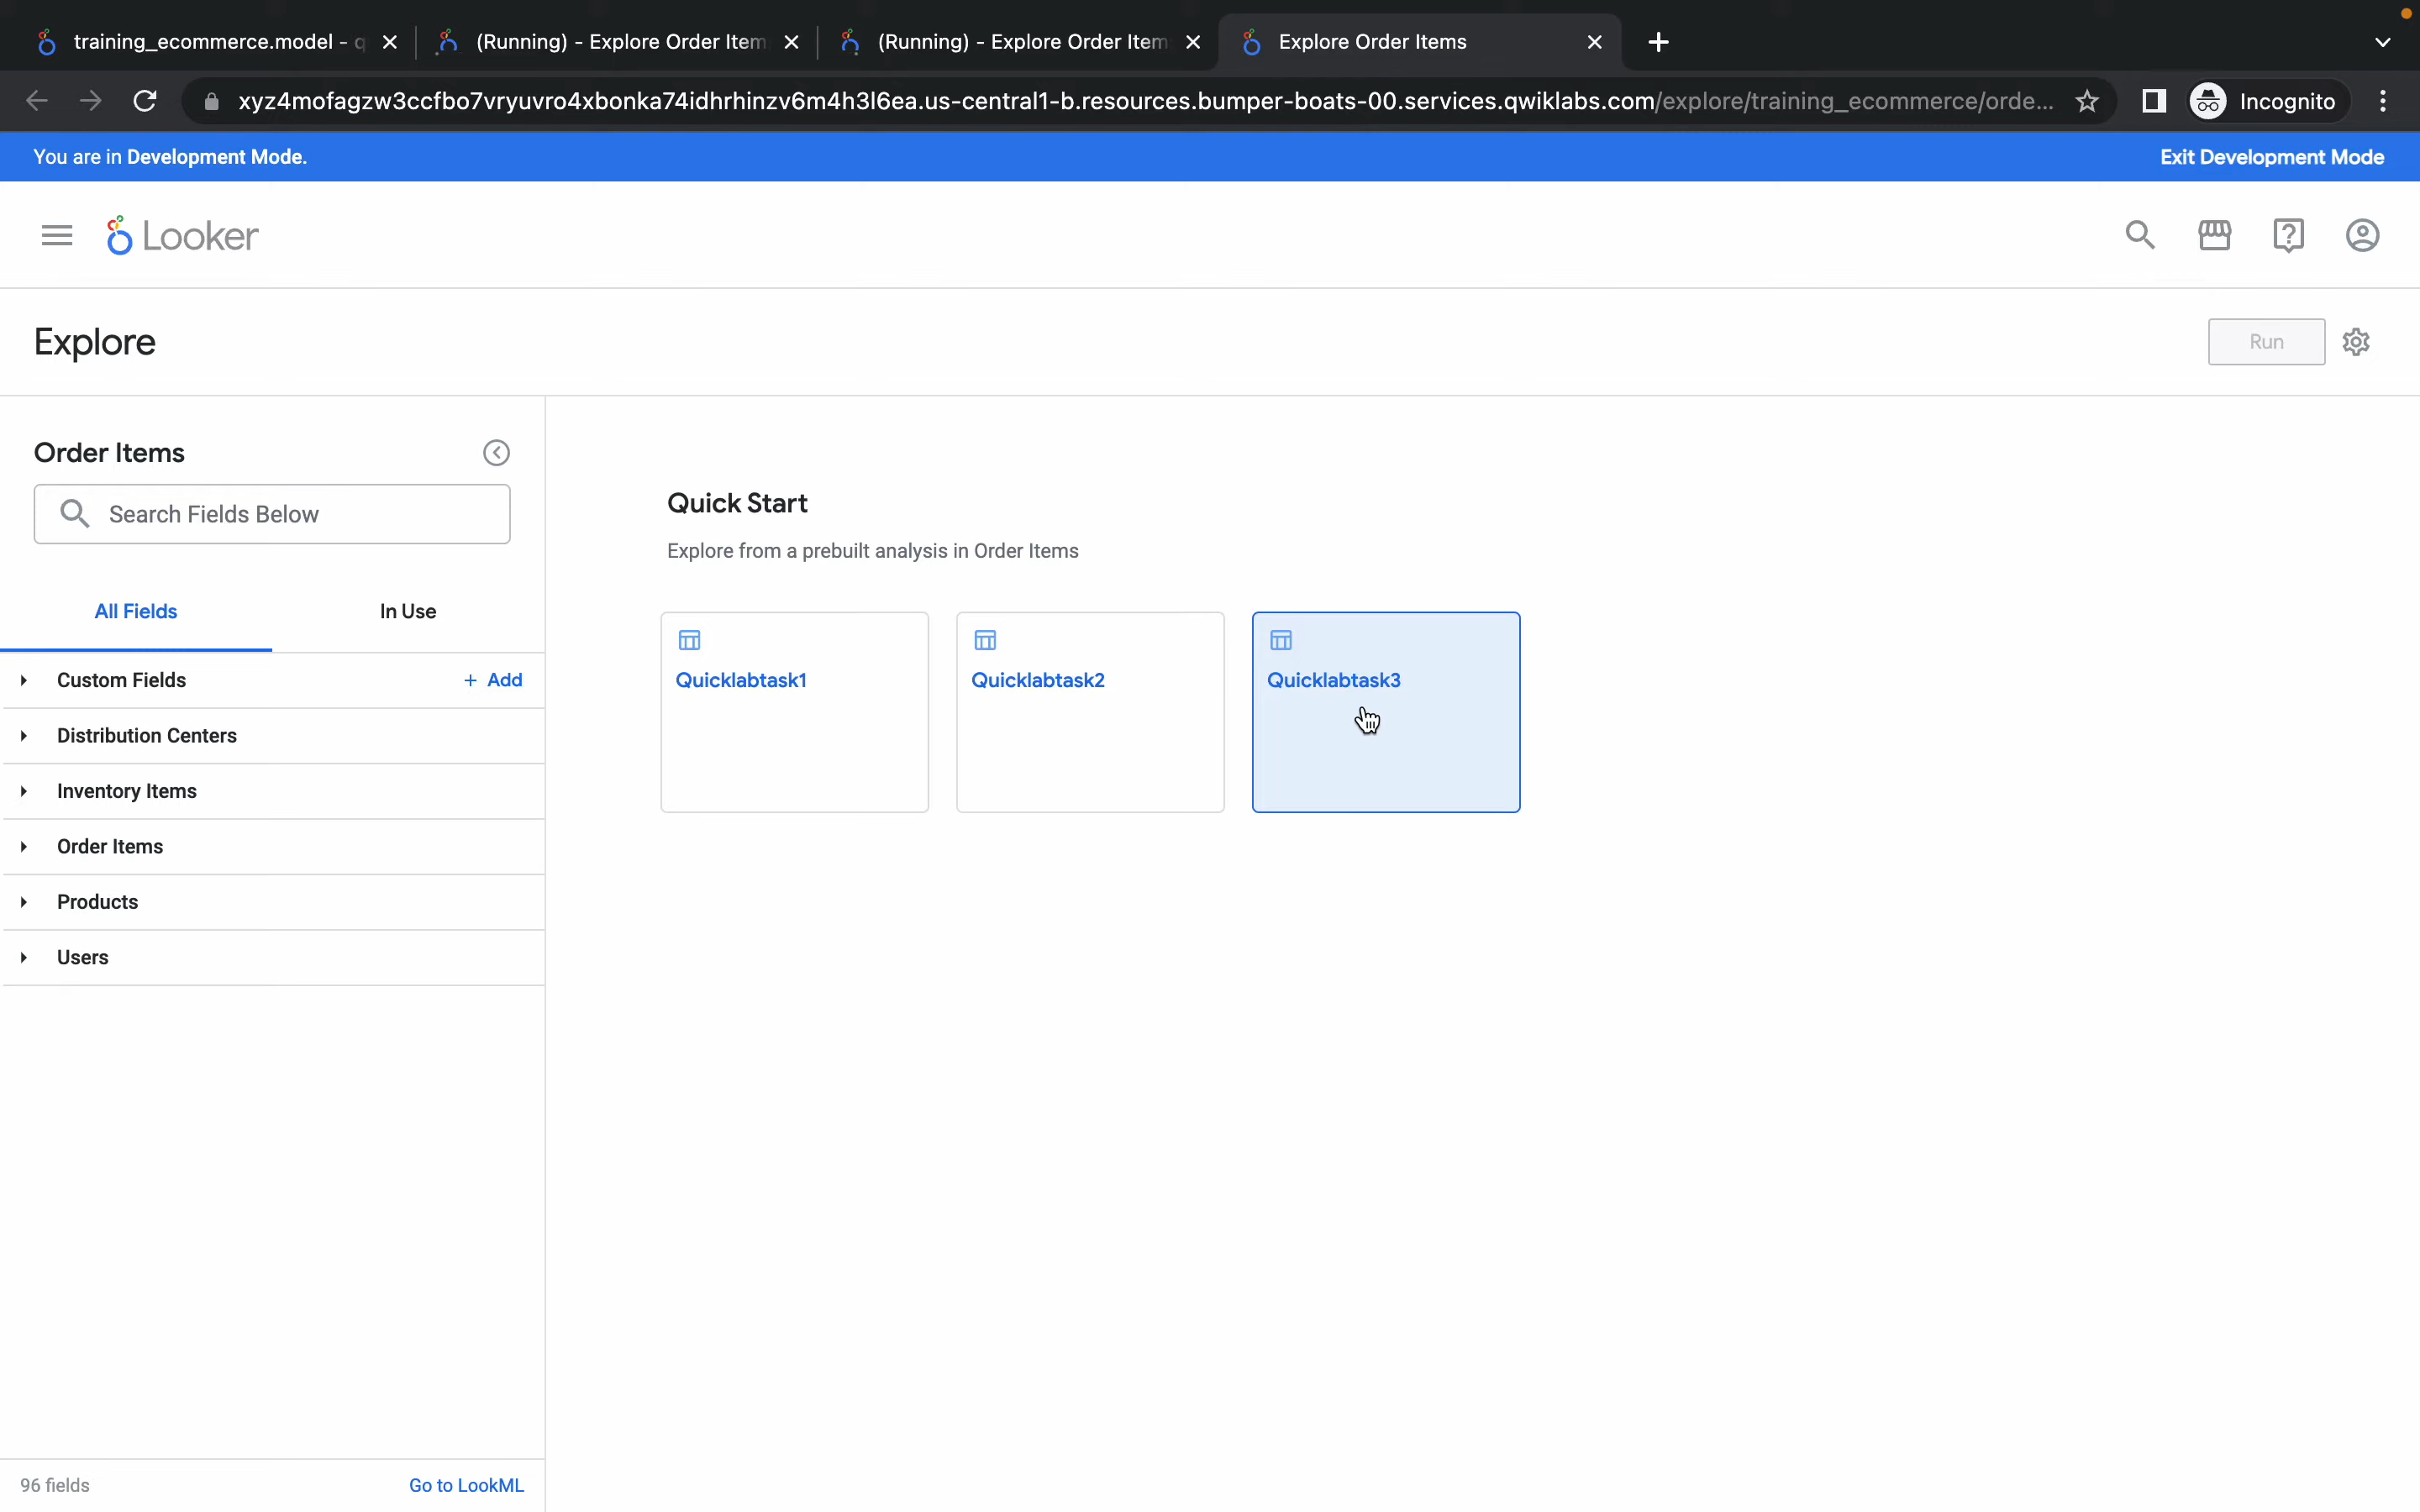 training_ecommerce.model - q
(Running) - Explore Order Item
(Running) - Explore Order Item
Explore Order Items
xyz4mofagzw3ccfbo7vryuvro4xbonka74idhrhinzv6m4h3l6ea.us-central1-b.resources.bumper-boats-00.services.qwiklabs.com/explore/training_ecommerce/orde...
Incognito
You are in Development Mode.
Exit Development Mode
Looker
Explore
Run
Order Items
Search Fields Below
All Fields
In Use
Custom Fields
+ Add
Distribution Centers
Inventory Items
Order Items
Products
Users
96 fields
Go to LookML
Quick Start
Explore from a prebuilt analysis in Order Items
Quicklabtask1
Quicklabtask2
Quicklabtask3